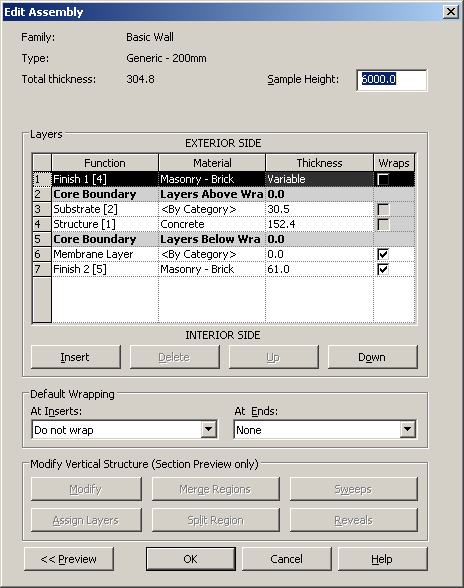 Edit Assembly
Family: Basic Wall
Type: Generic - 200mm
Total thickness: 304.8 Sample Height: 6000.0
Layers
EXTERIOR SIDE
Function Material Thickness Wraps
1 Finish 1 [4] Masonry - Brick Variable
2 Core Boundary Layers Above Wra 0.0
3 Substrate [2] <By Category> 30.5
4 Structure [1] Concrete 152.4
5 Core Boundary Layers Below Wra 0.0
6 Membrane Layer <By Category> 0.0
7 Finish 2 [5] Masonry - Brick 61.0
INTERIOR SIDE
Insert Delete Up Down
Default Wrapping
At Inserts: At Ends:
Do not wrap None
Modify Vertical Structure (Section Preview only)
Modify Merge Regions Sweeps
Assign Layers Split Region Reveals
<< Preview OK Cancel Help